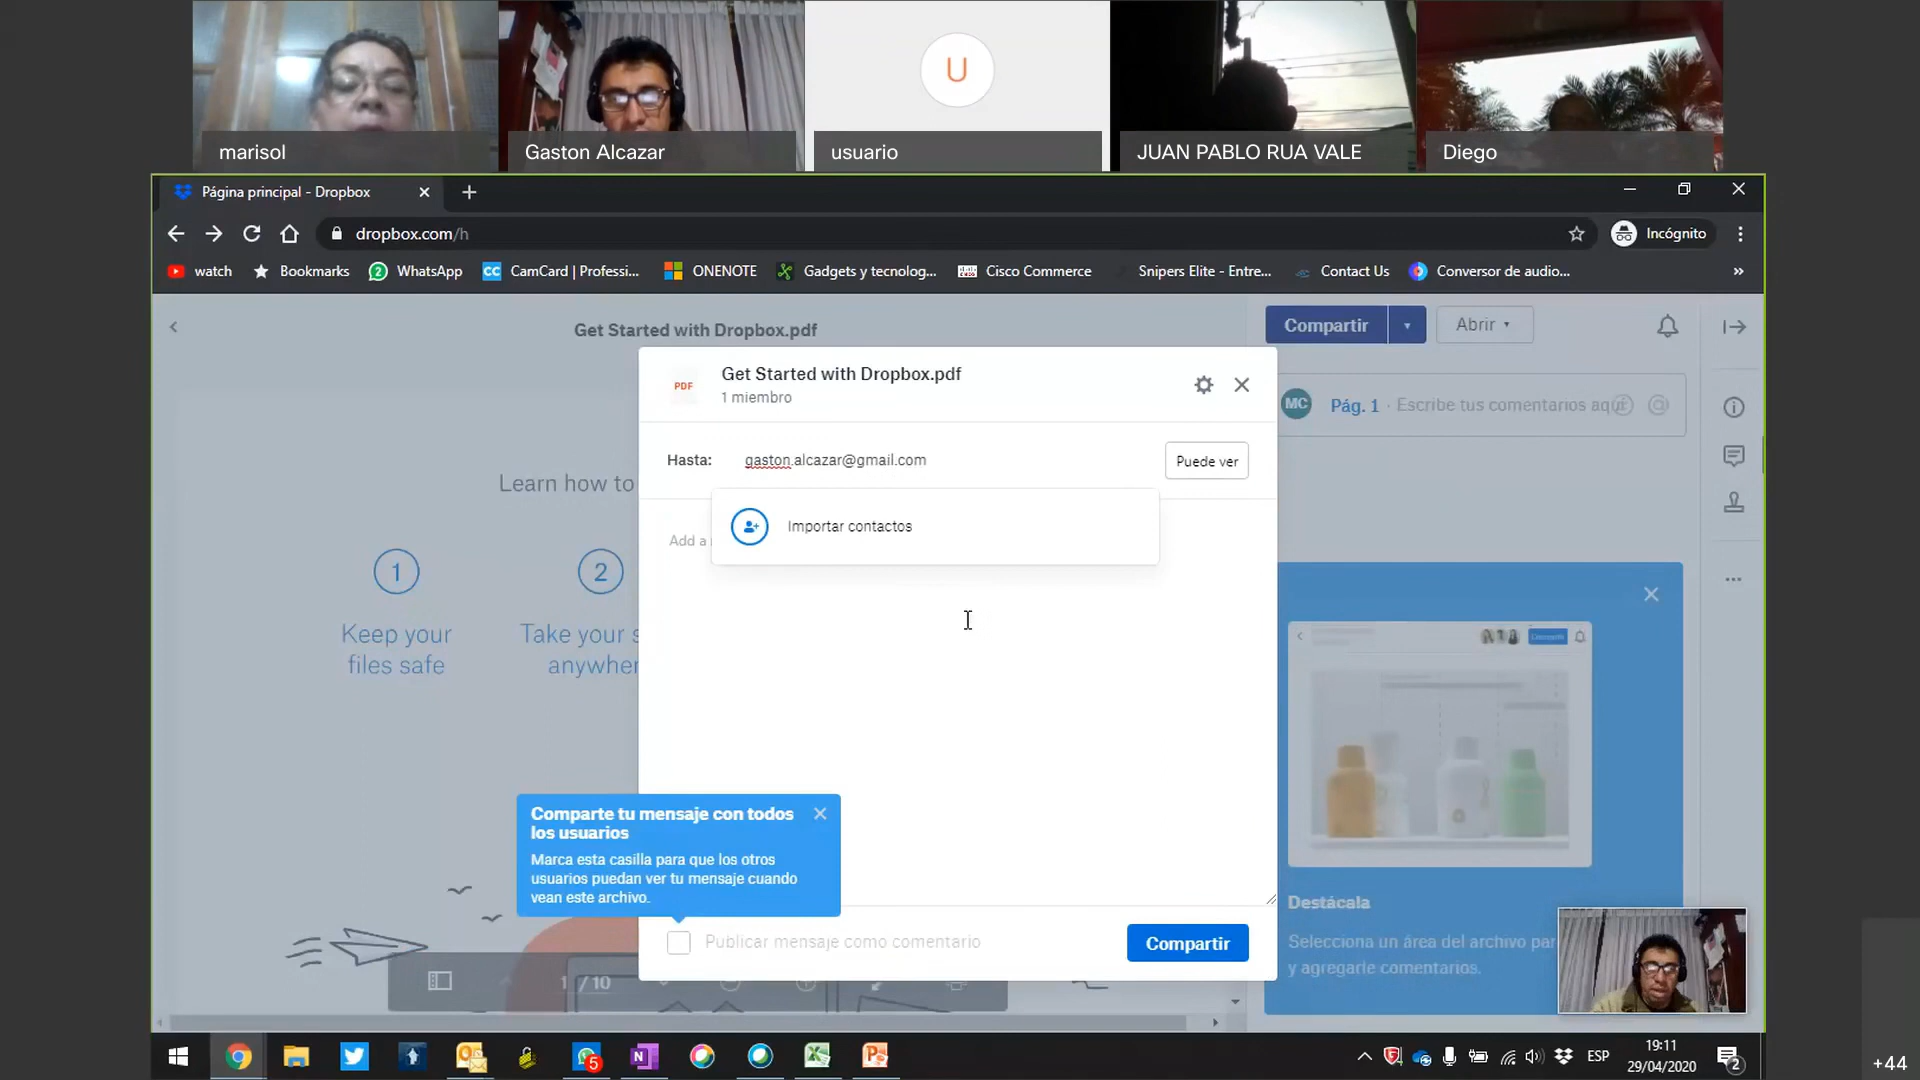 U
marisol
Gaston Alcazar
usuario
JUAN PABLO RUA VALE
Diego
Página principal - Dropbox
dropbox.com/h
Incógnito
watch
Bookmarks
WhatsApp
CamCard | Professi...
ONENOTE
Gadgets y tecnolog...
Cisco Commerce
Snipers Elite - Entre...
Contact Us
Conversor de audio...
»
Get Started with Dropbox.pdf
Compartir
Abrir
PDF
Get Started with Dropbox.pdf
1 miembro
MC
Pág. 1 · Escribe tus comentarios aquí
Hasta:
gaston.alcazar@gmail.com
Puede ver
Learn how to
Importar contactos
Add a
1
2
Keep your
files safe
Take your s
anywher
Compartir
Comparte tu mensaje con todos
los usuarios
Marca esta casilla para que los otros
usuarios puedan ver tu mensaje cuando
vean este archivo.
Destácala
Selecciona un área del archivo par
y agregarle comentarios.
Publicar mensaje como comentario
Compartir
1 / 10
5
ESP
19:11
29/04/2020
2
+44